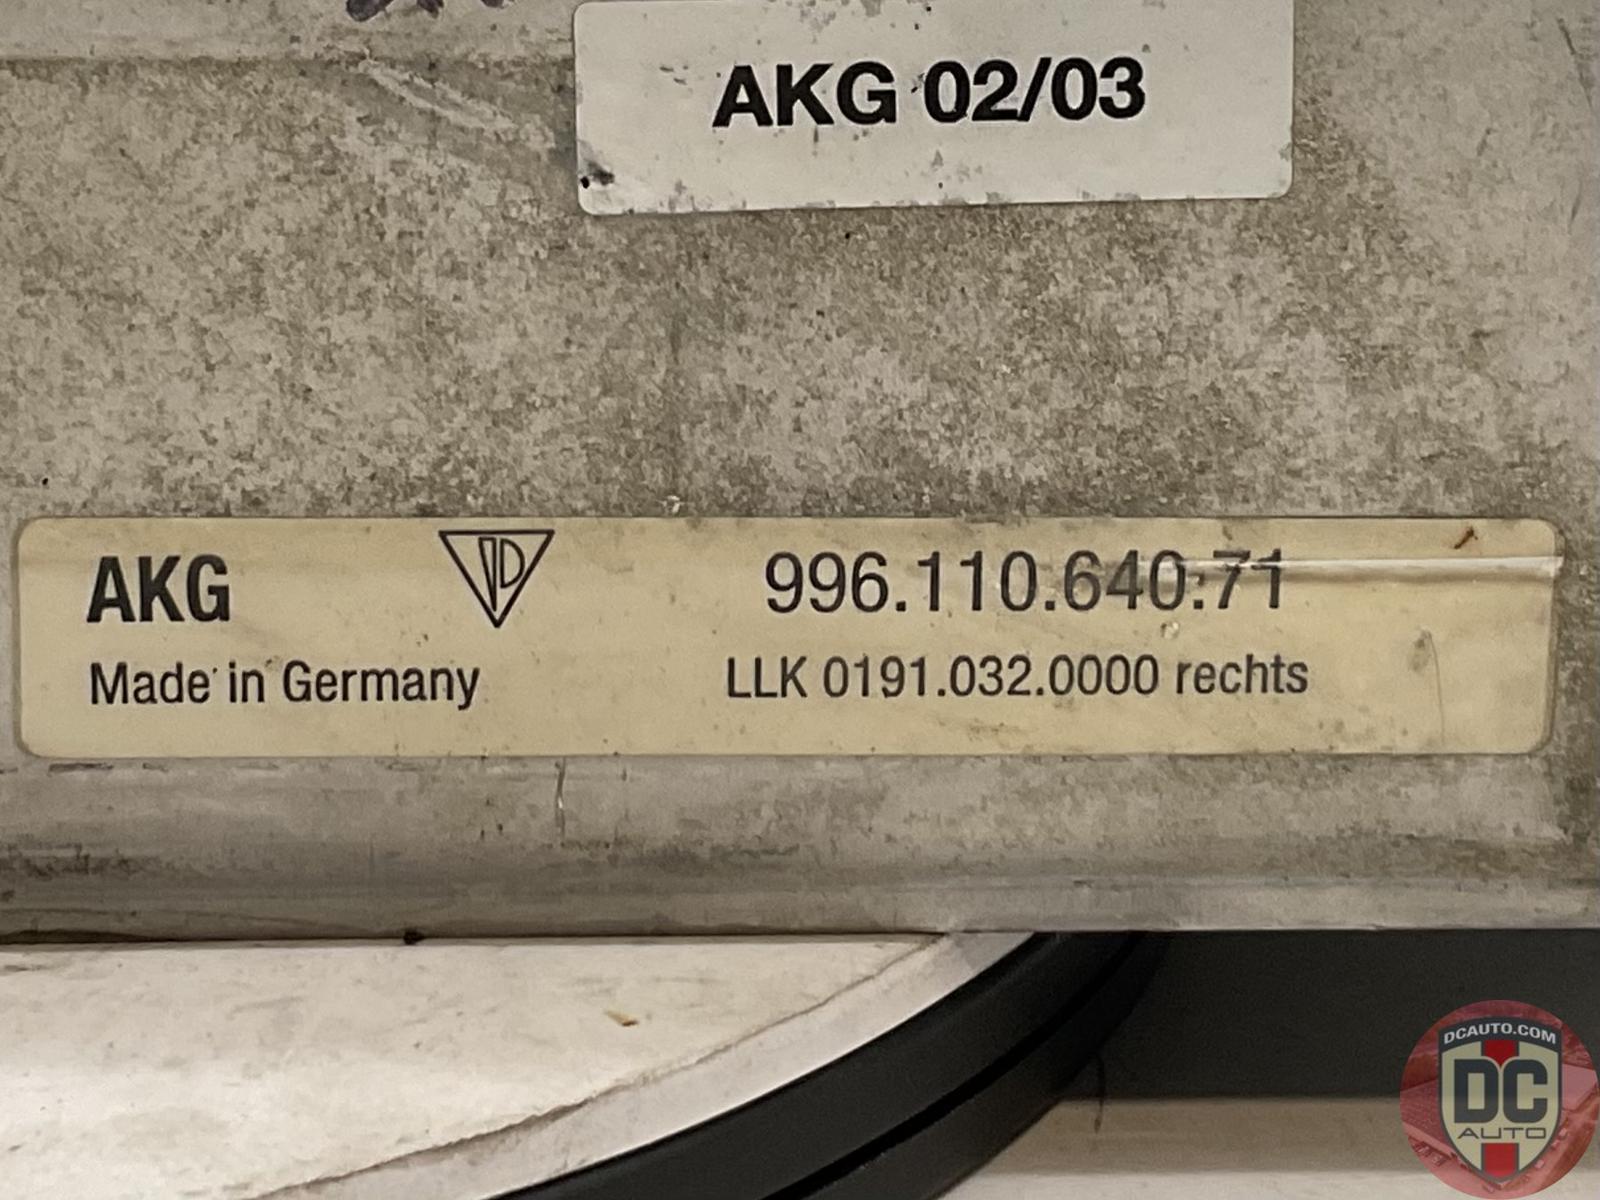 AKG 02/03
AKG
996.110.640.71
Made in Germany
LLK 0191.032.0000 rechts
DCAUTO.COM
DC
AUTO